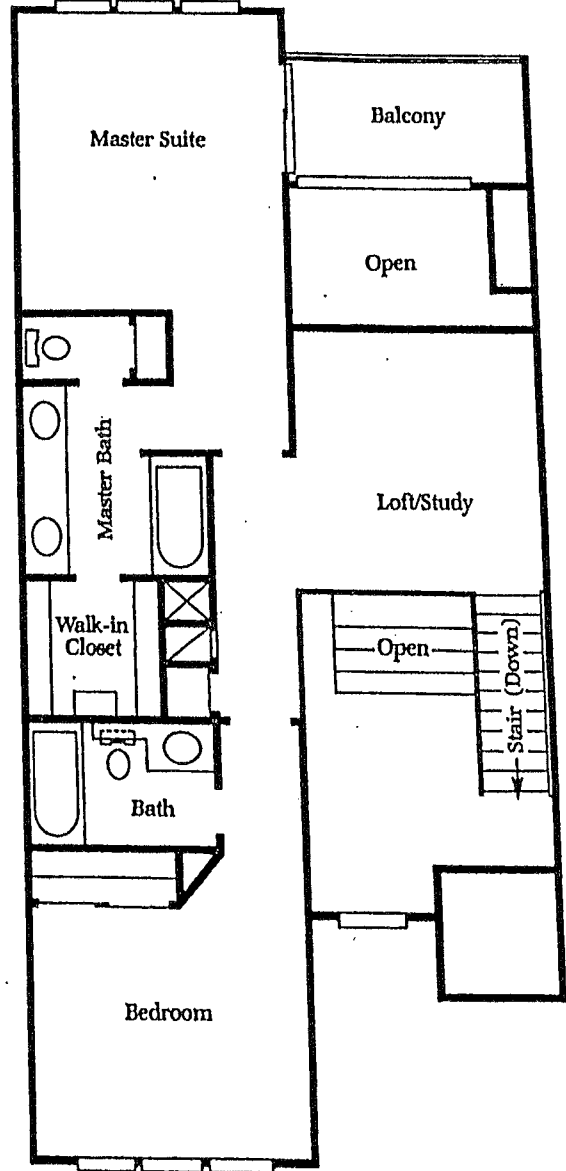 Master Suite
Balcony
Open
Master Bath
Loft/Study
Walk-in
Closet
Open
Stair (Down)
Bath
Bedroom